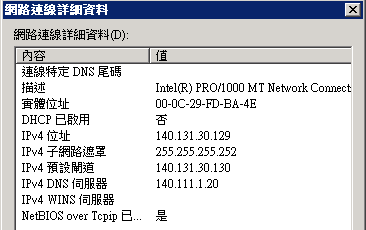 網路連線詳細資料
網路連線詳細資料(D):
內容 值
連線特定 DNS 尾碼
描述 Intel(R) PRO/1000 MT Network Connect
實體位址 00-0C-29-FD-BA-4E
DHCP 已啟用 否
IPv4 位址 140.131.30.129
IPv4 子網路遮罩 255.255.255.252
IPv4 預設閘道 140.131.30.130
IPv4 DNS 伺服器 140.111.1.20
IPv4 WINS 伺服器
NetBIOS over Tcpip 已... 是